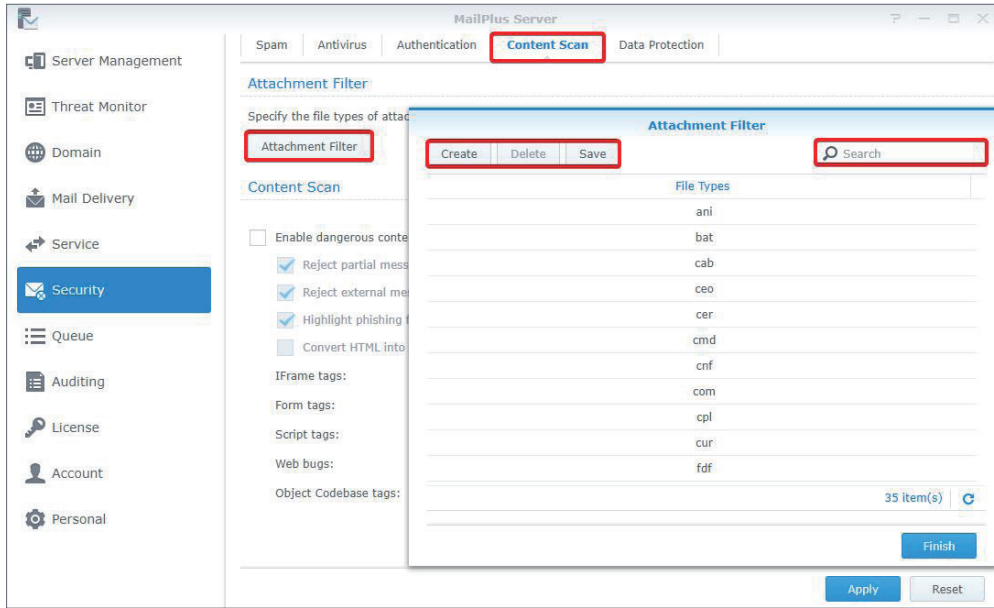 MailPlus Server
Server Management
Threat Monitor
Domain
Mail Delivery
Service
Security
Queue
Auditing
License
Account
Personal
Spam
Antivirus
Authentication
Content Scan
Data Protection
Attachment Filter
Specify the file types of attac
Attachment Filter
Content Scan
Enable dangerous conte
Reject partial mess
Reject external me
Highlight phishing f
Convert HTML into
IFrame tags:
Form tags:
Script tags:
Web bugs:
Object Codebase tags:
Attachment Filter
Create
Delete
Save
Search
File Types
ani
bat
cab
ceo
cer
cmd
cnf
com
cpl
cur
fdf
35 item(s)
Finish
Apply
Reset